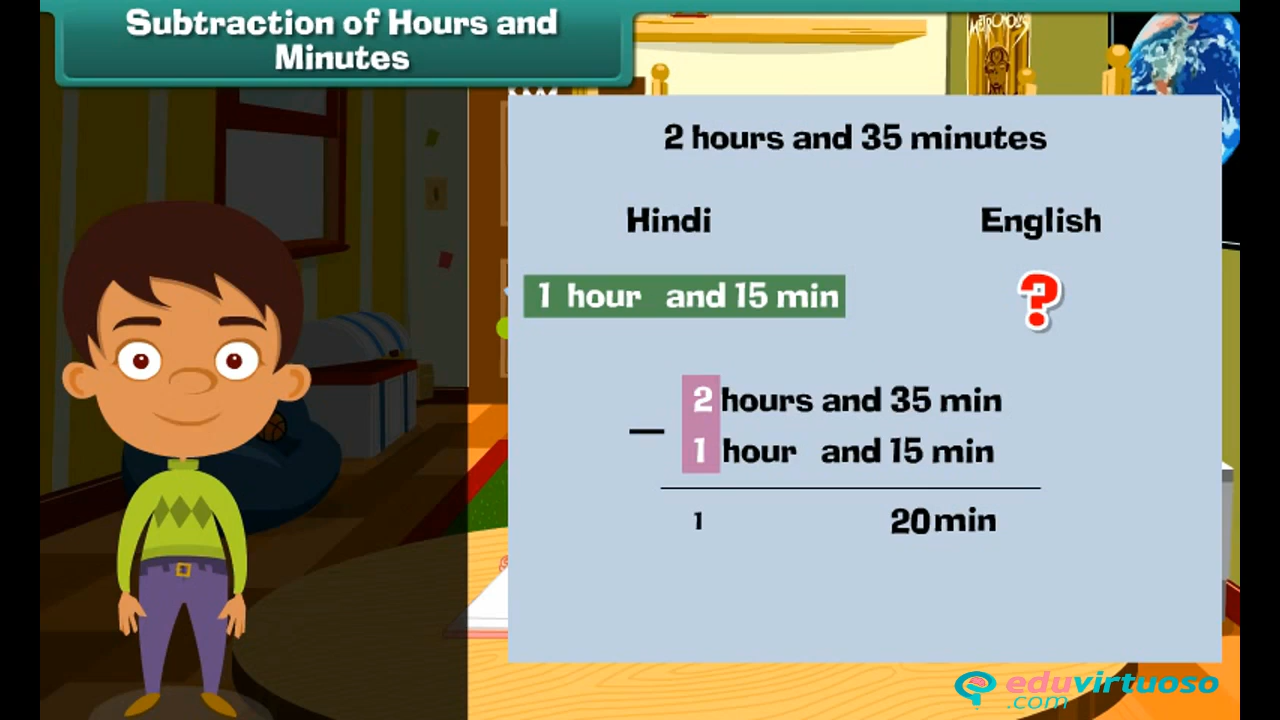 Subtraction of Hours and
Minutes
METROPOLIS
2 hours and 35 minutes
Hindi English
1 hour and 15 min ?
2 hours and 35 min
— 1 hour and 15 min
1 20 min
eduvirtuoso
.com